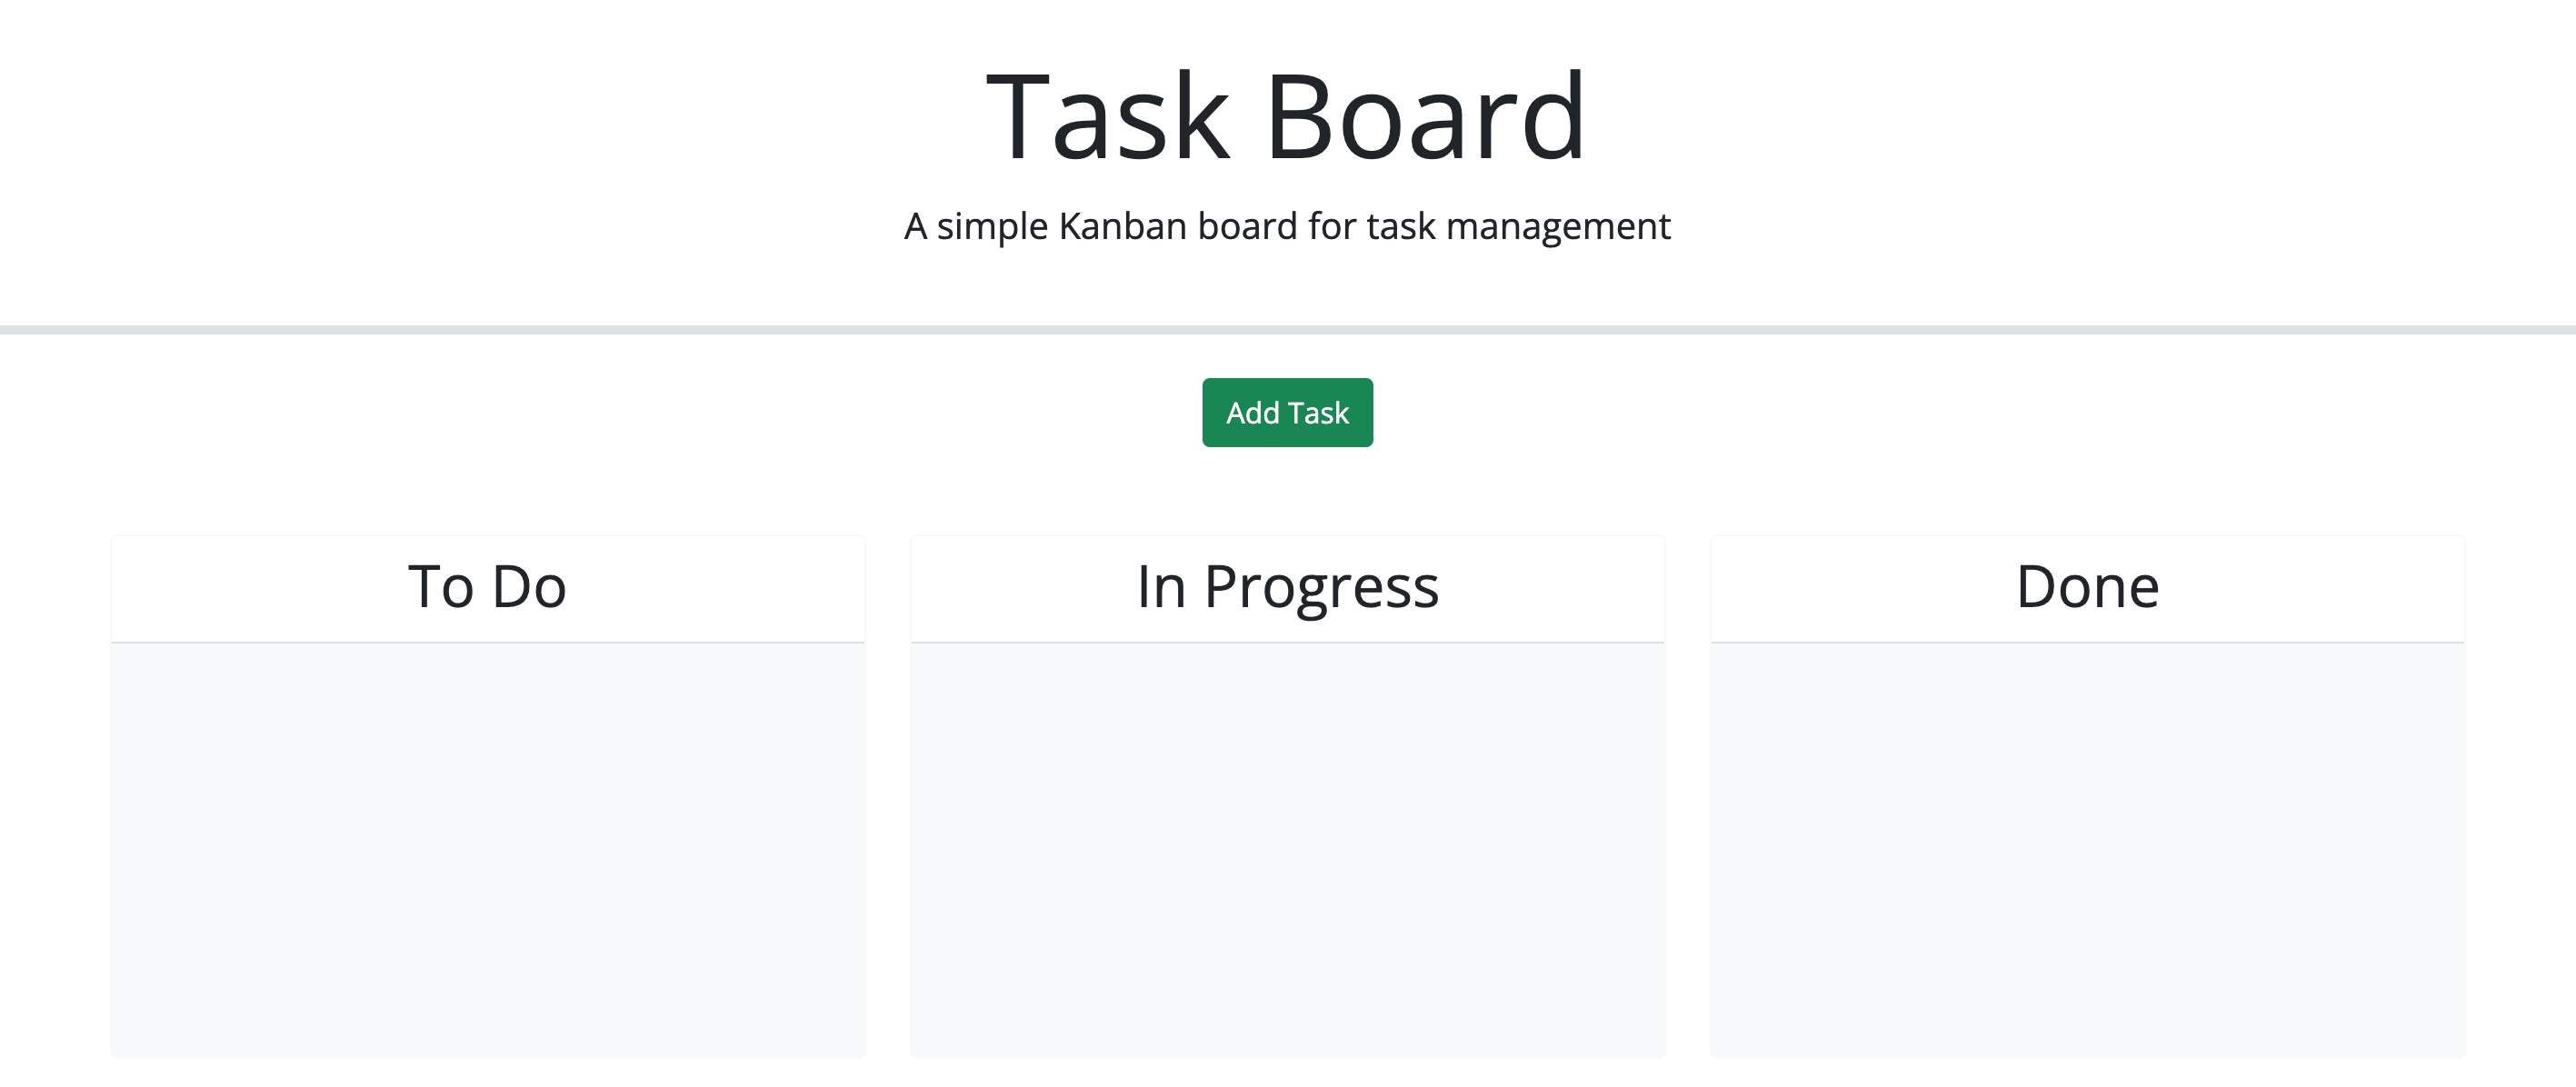 Task Board
A simple Kanban board for task management
Add Task
To Do
In Progress
Done